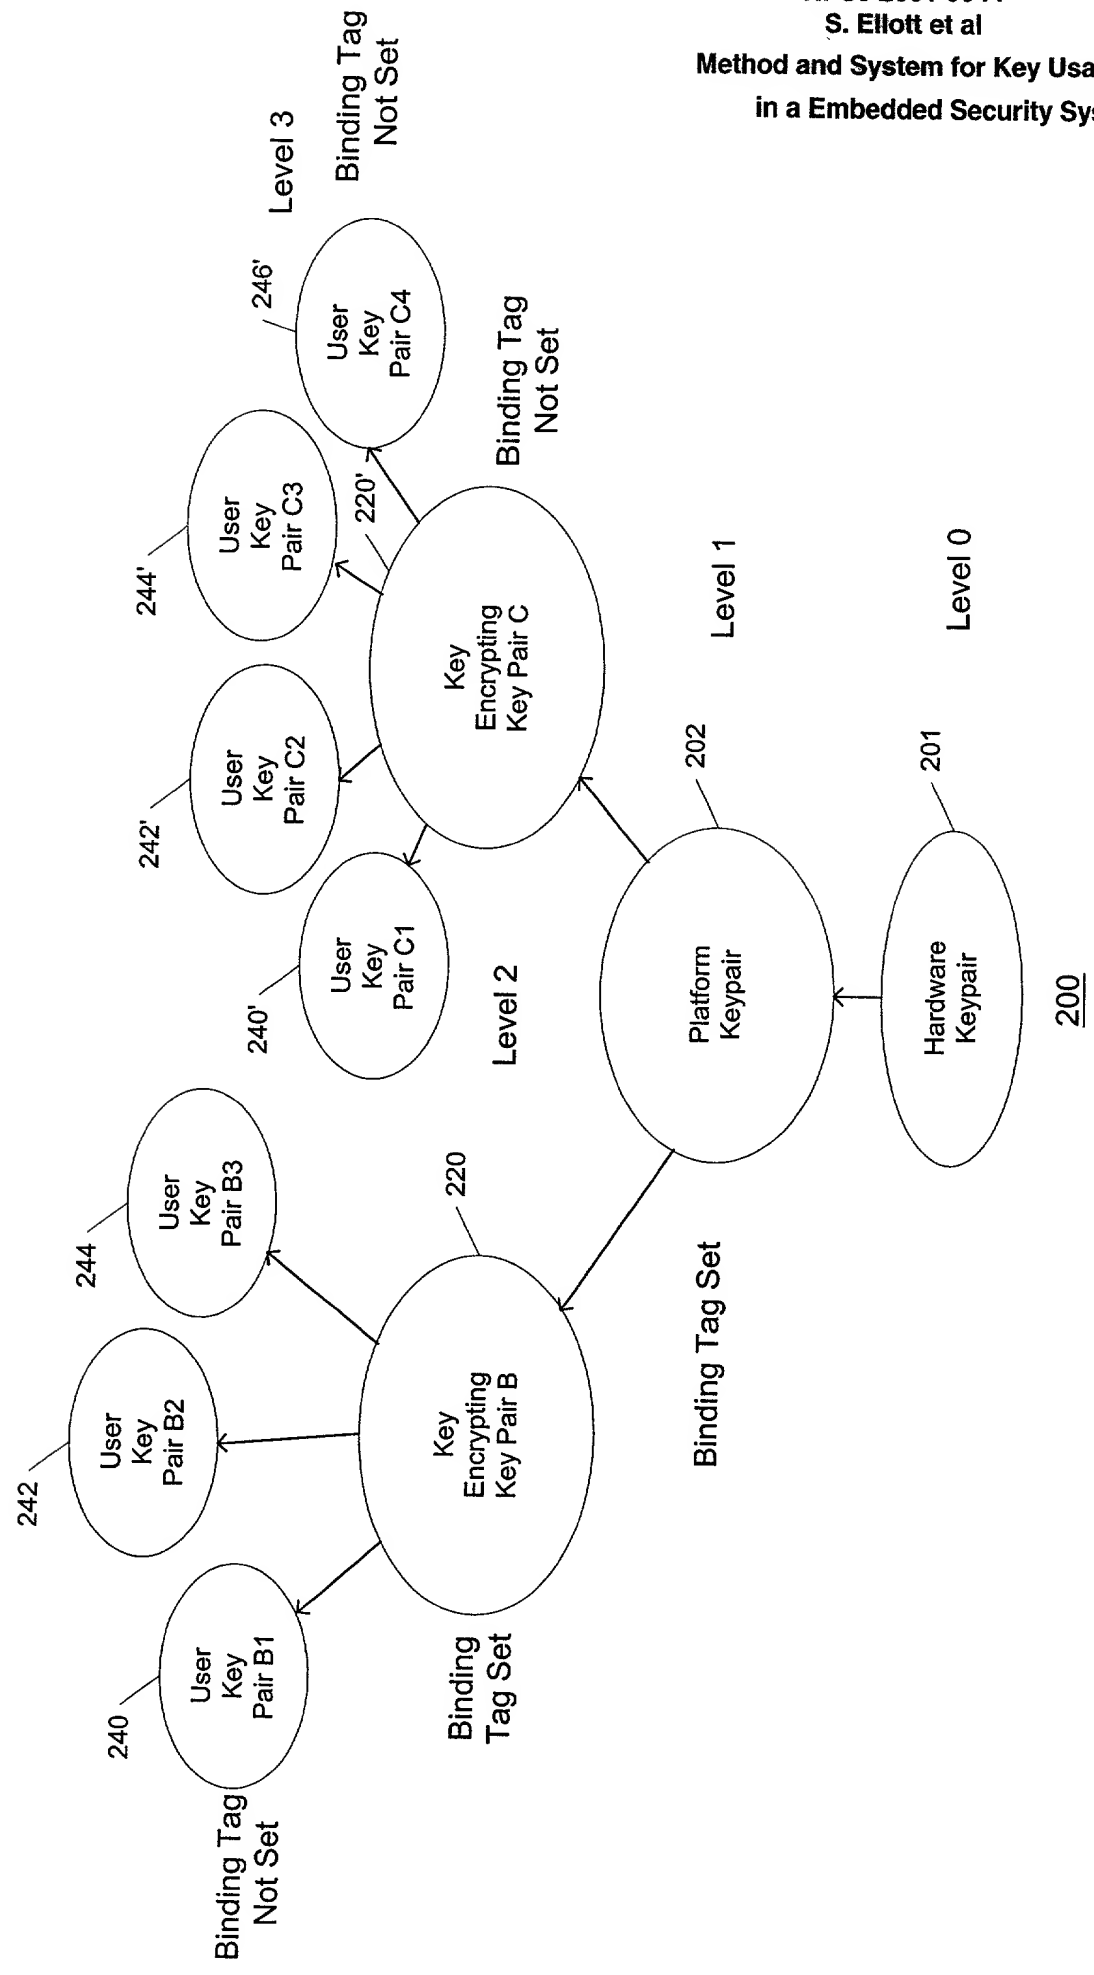 S. Ellott et al
Method and System for Key Usa
in a Embedded Security Sys
Level 3
Binding Tag
Not Set
240
User
Key
Pair B1
Binding Tag
Not Set
242
User
Key
Pair B2
244
User
Key
Pair B3
240'
User
Key
Pair C1
242'
User
Key
Pair C2
244'
User
Key
Pair C3
246'
User
Key
Pair C4
Level 2
Binding
Tag Set
220
Key
Encrypting
Key Pair B
220'
Key
Encrypting
Key Pair C
Binding Tag
Not Set
Binding Tag Set
202
Platform
Keypair
Level 1
201
Hardware
Keypair
Level 0
200